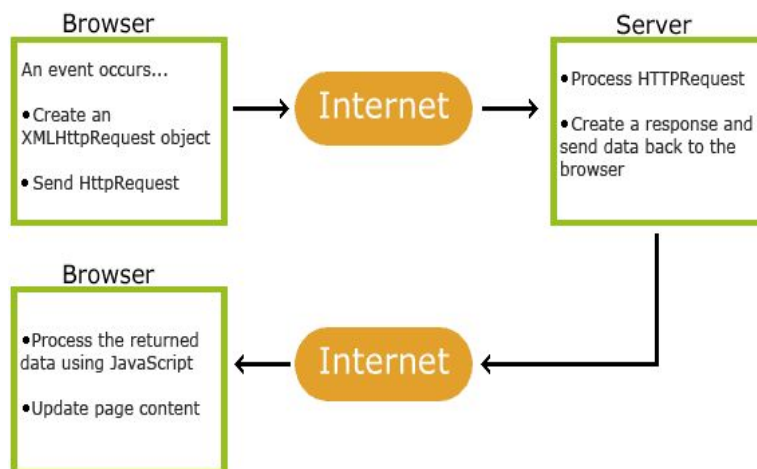 Browser
An event occurs...
•Create an
XMLHttpRequest object
•Send HttpRequest
Internet
Server
•Process HTTPRequest
•Create a response and
send data back to the
browser
Browser
•Process the returned
data using JavaScript
•Update page content
Internet